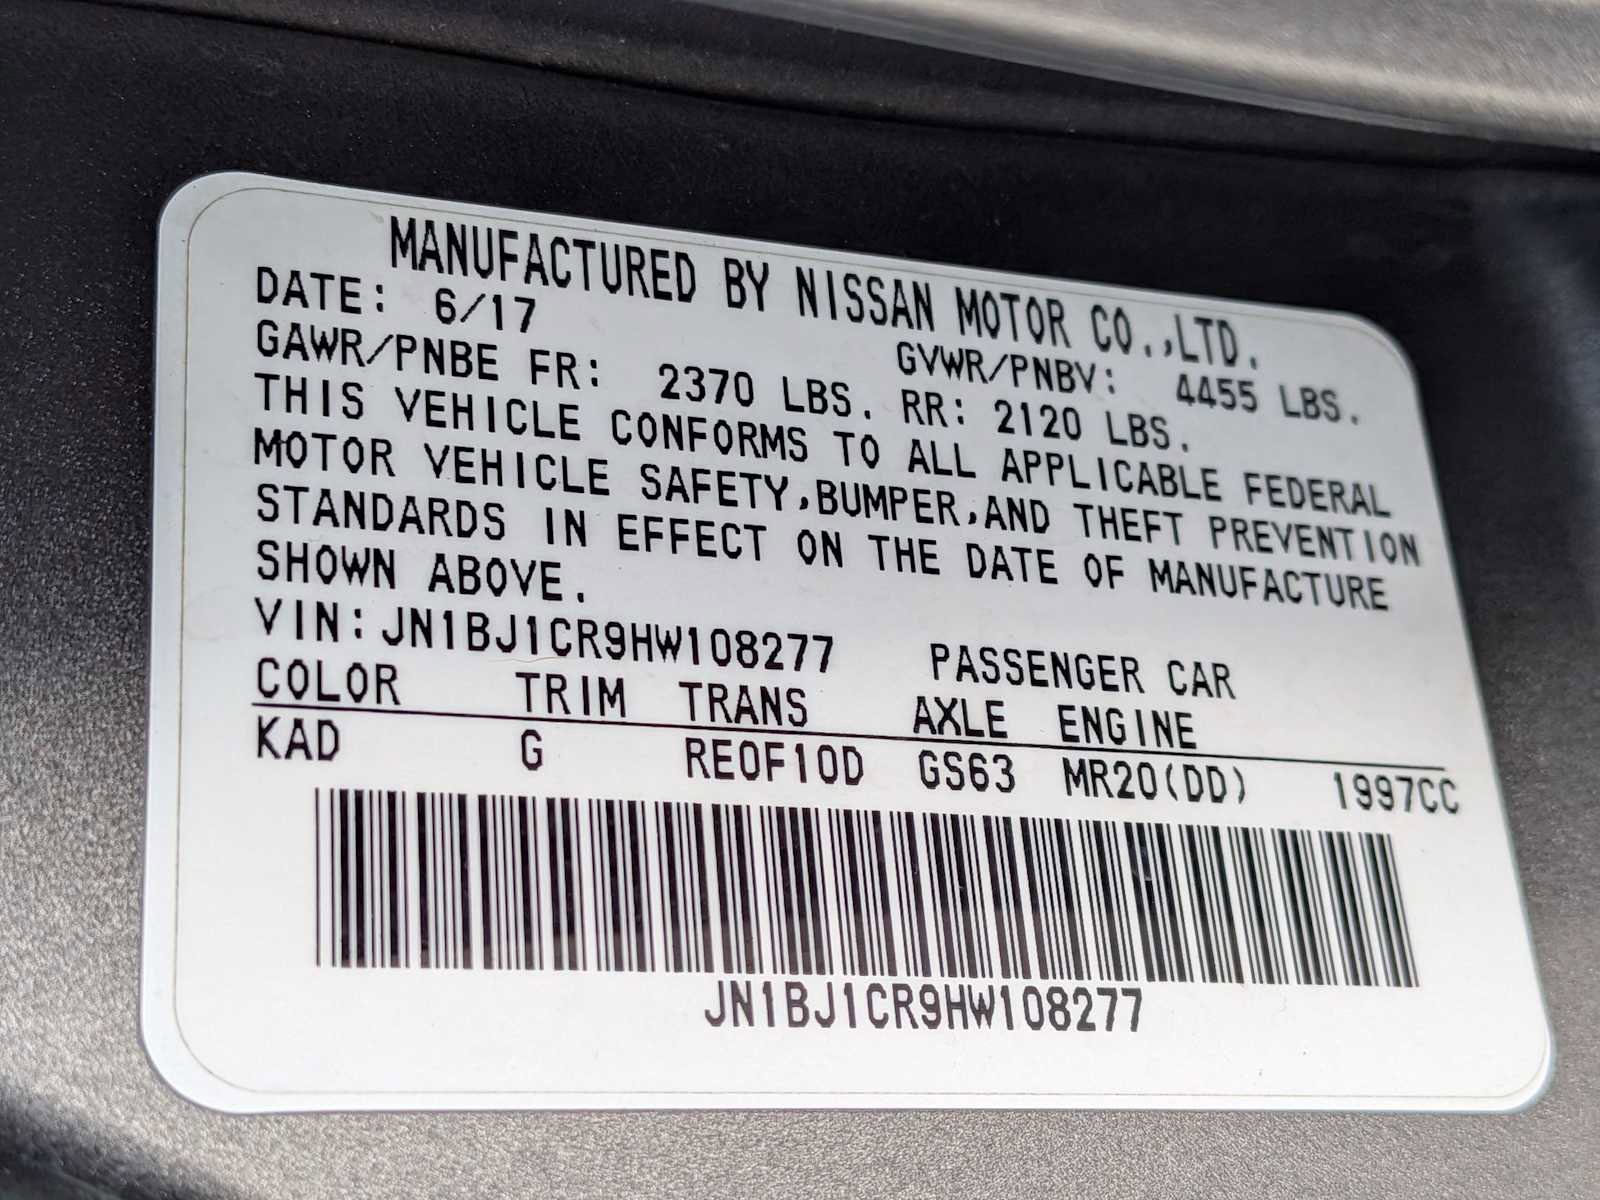 MANUFACTURED BY NISSAN MOTOR CO.,LTD.
DATE: 6/17 GVWR/PNBV: 4455 LBS.
GAWR/PNBE FR: 2370 LBS. RR: 2120 LBS.
THIS VEHICLE CONFORMS TO ALL APPLICABLE FEDERAL
MOTOR VEHICLE SAFETY,BUMPER,AND THEFT PREVENTION
STANDARDS IN EFFECT ON THE DATE OF MANUFACTURE
SHOWN ABOVE.
VIN:JN1BJ1CR9HW108277 PASSENGER CAR
COLOR TRIM TRANS AXLE ENGINE
KAD G RE0F10D GS63 MR20(DD) 1997CC
JN1BJ1CR9HW108277